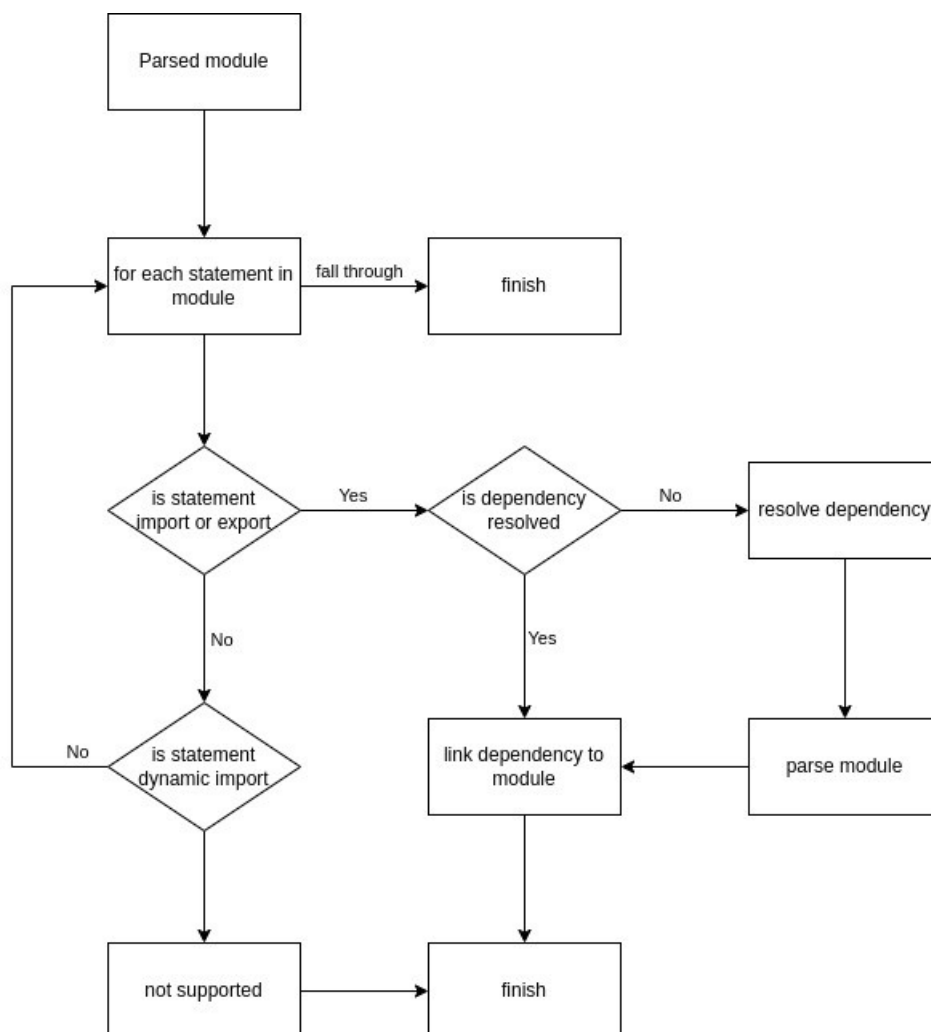 Parsed module
for each statement in
module
fall through
finish
is statement
import or export
Yes
is dependency
resolved
No
resolve dependency
No
Yes
is statement
dynamic import
No
link dependency to
module
parse module
not supported
finish